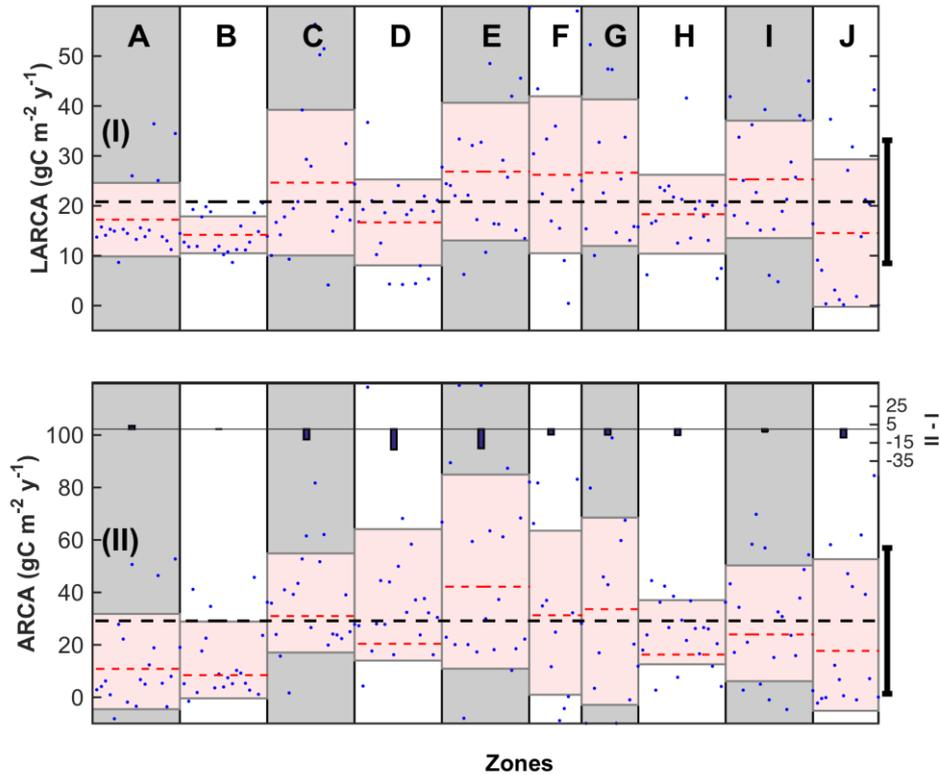 A B C D E F G H I J
LARCA (gC m⁻² y⁻¹)
50
40
30
20
10
0
(I)
ARCA (gC m⁻² y⁻¹)
100
80
60
40
20
0
(II)
25
5
-15
-35
II - I
Zones